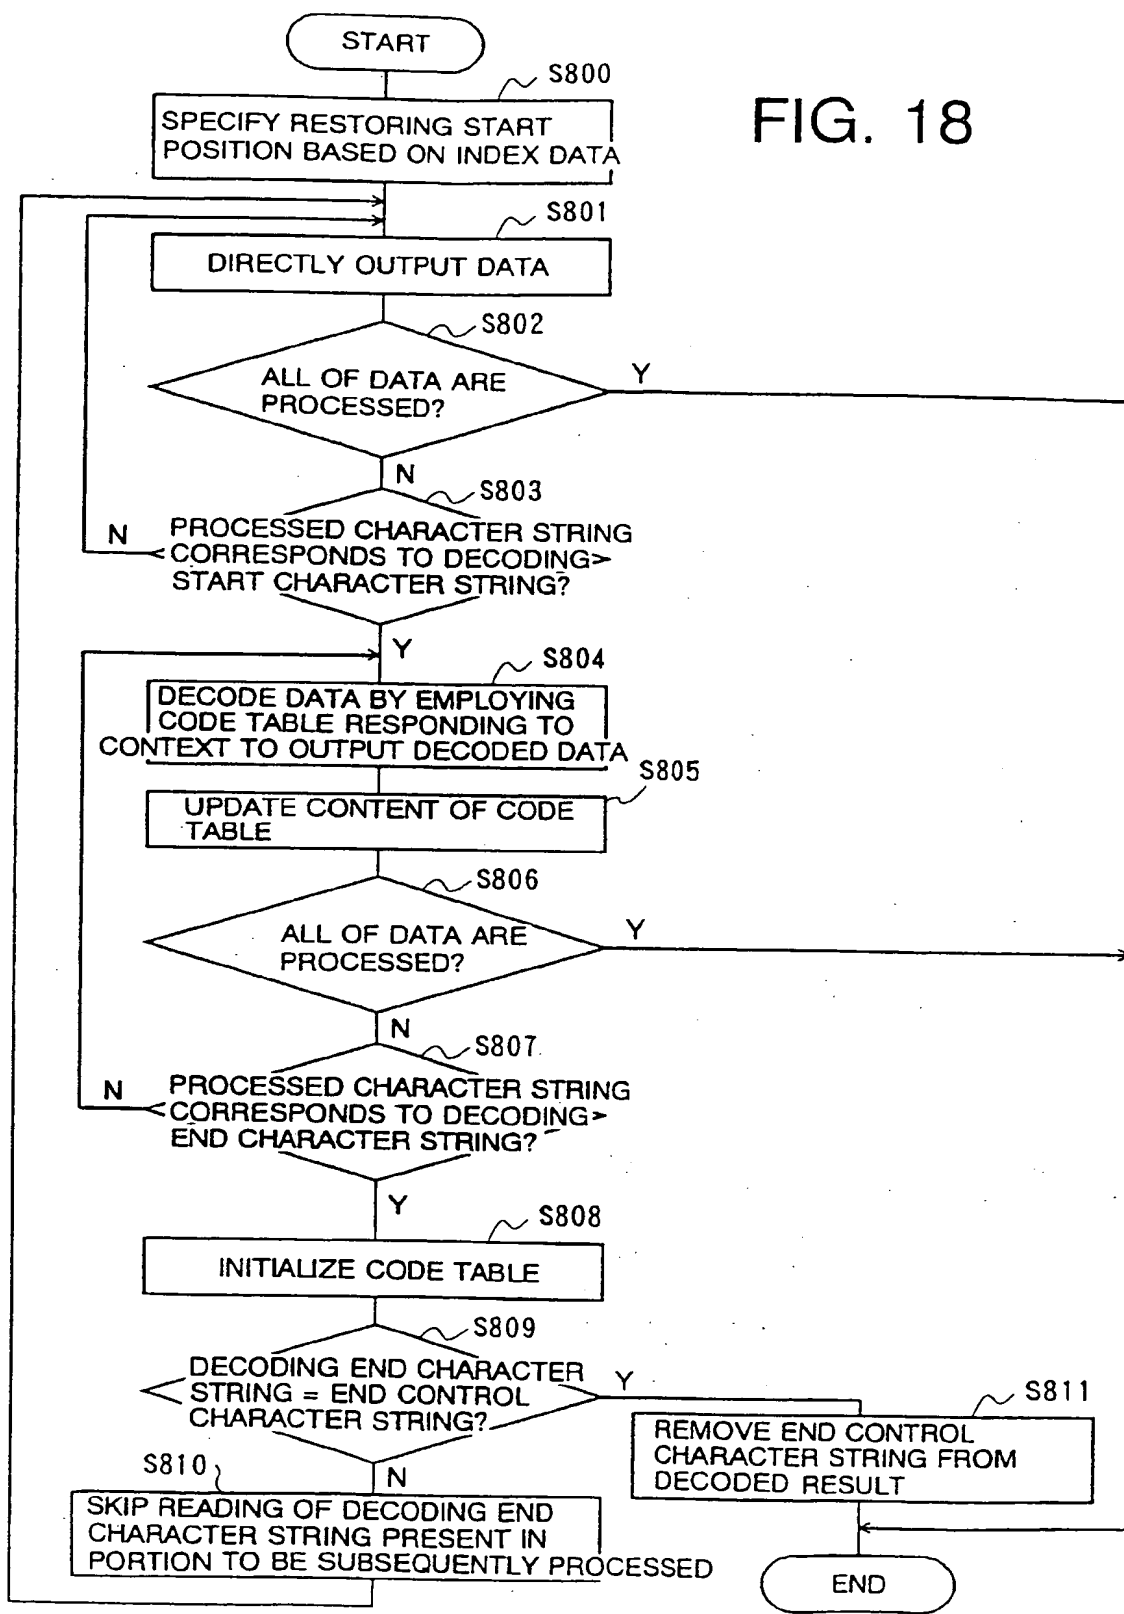 FIG. 18
START
S800
SPECIFY RESTORING START
POSITION BASED ON INDEX DATA
S801
DIRECTLY OUTPUT DATA
S802
ALL OF DATA ARE
PROCESSED?
Y
N
S803
PROCESSED CHARACTER STRING
CORRESPONDS TO DECODING
START CHARACTER STRING?
N
Y
S804
DECODE DATA BY EMPLOYING
CODE TABLE RESPONDING TO
CONTEXT TO OUTPUT DECODED DATA
S805
UPDATE CONTENT OF CODE
TABLE
S806
ALL OF DATA ARE
PROCESSED?
Y
N
S807
PROCESSED CHARACTER STRING
CORRESPONDS TO DECODING
END CHARACTER STRING?
N
Y
S808
INITIALIZE CODE TABLE
S809
DECODING END CHARACTER
STRING = END CONTROL
CHARACTER STRING?
Y
N
S811
REMOVE END CONTROL
CHARACTER STRING FROM
DECODED RESULT
S810
SKIP READING OF DECODING END
CHARACTER STRING PRESENT IN
PORTION TO BE SUBSEQUENTLY PROCESSED
END